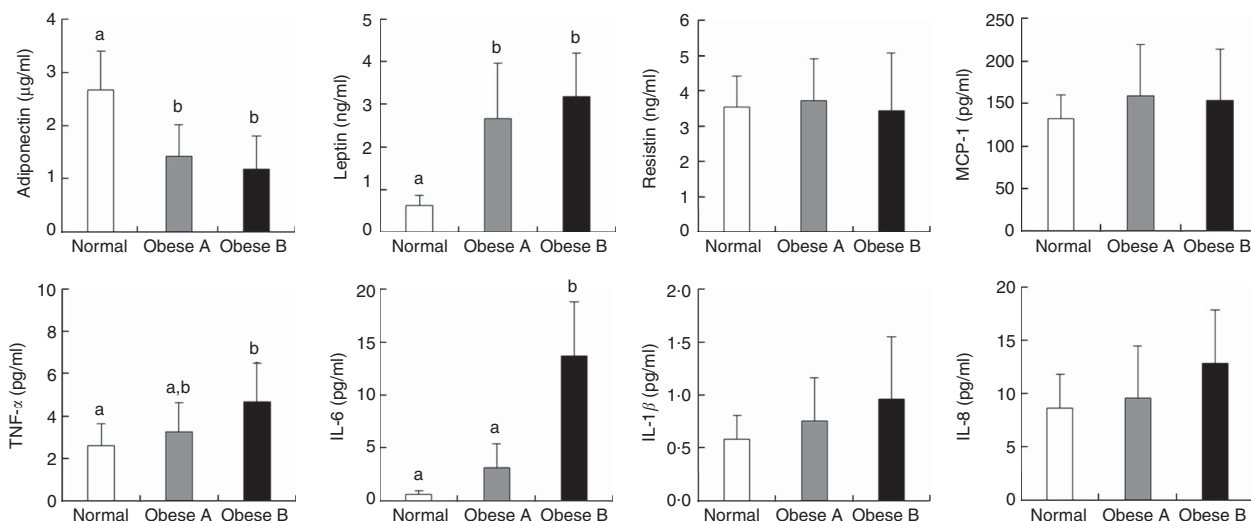 Adiponectin (µg/ml)
4
3
2
1
0
a
b
b
Normal Obese A Obese B
Leptin (ng/ml)
5
4
3
2
1
0
a
b
b
Normal Obese A Obese B
Resistin (ng/ml)
6
5
4
3
2
1
0
Normal Obese A Obese B
MCP-1 (pg/ml)
250
200
150
100
50
0
Normal Obese A Obese B
TNF-α (pg/ml)
10
8
6
4
2
0
a
a,b
b
Normal Obese A Obese B
IL-6 (pg/ml)
20
15
10
5
0
a
a
b
Normal Obese A Obese B
IL-1β (pg/ml)
2·0
1·5
1·0
0·5
0·0
Normal Obese A Obese B
IL-8 (pg/ml)
20
15
10
5
0
Normal Obese A Obese B